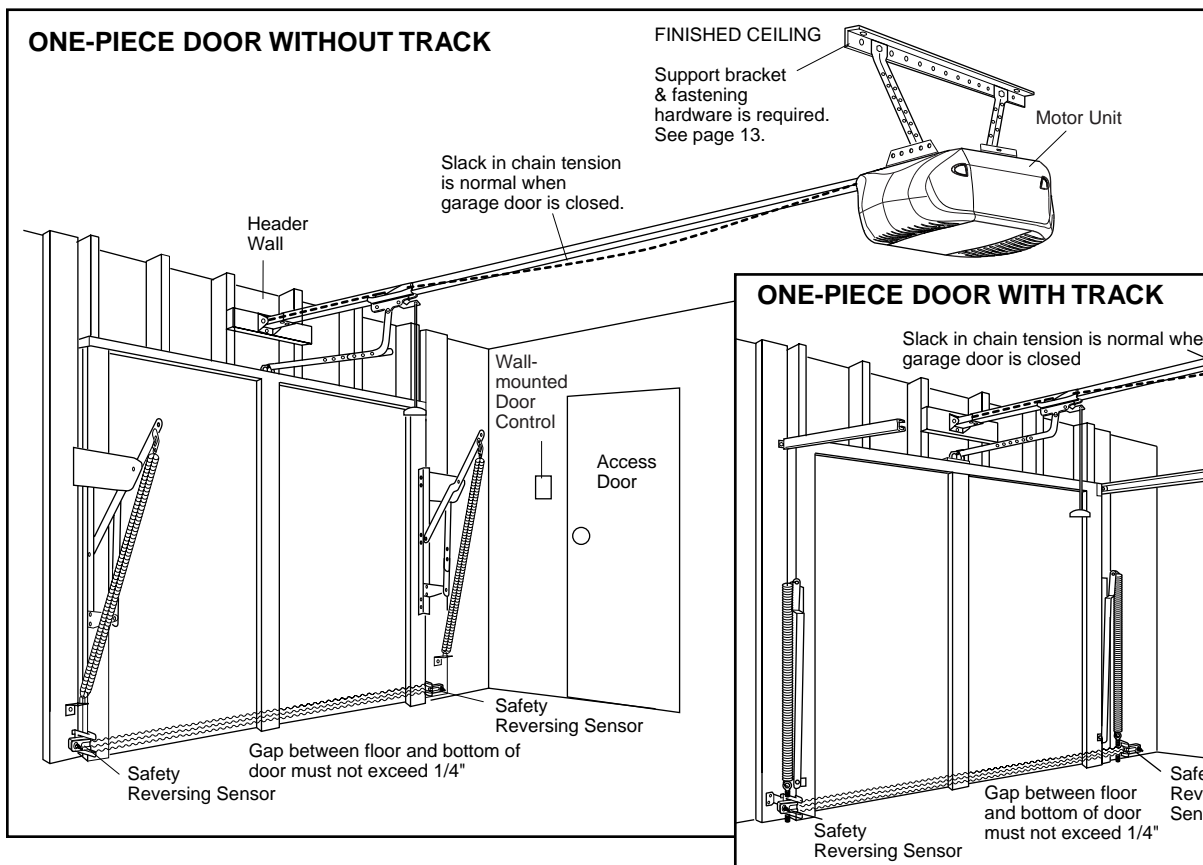 ONE-PIECE DOOR WITHOUT TRACK
FINISHED CEILING
Support bracket
& fastening
hardware is required.
See page 13.
Motor Unit
Slack in chain tension
is normal when
garage door is closed.
Header
Wall
Wall-
mounted
Door
Control
Access
Door
Safety
Reversing Sensor
Gap between floor and bottom of
door must not exceed 1/4"
Safety
Reversing Sensor
ONE-PIECE DOOR WITH TRACK
Slack in chain tension is normal whe
garage door is closed
Safe
Rev
Sen
Gap between floor
and bottom of door
must not exceed 1/4"
Safety
Reversing Sensor